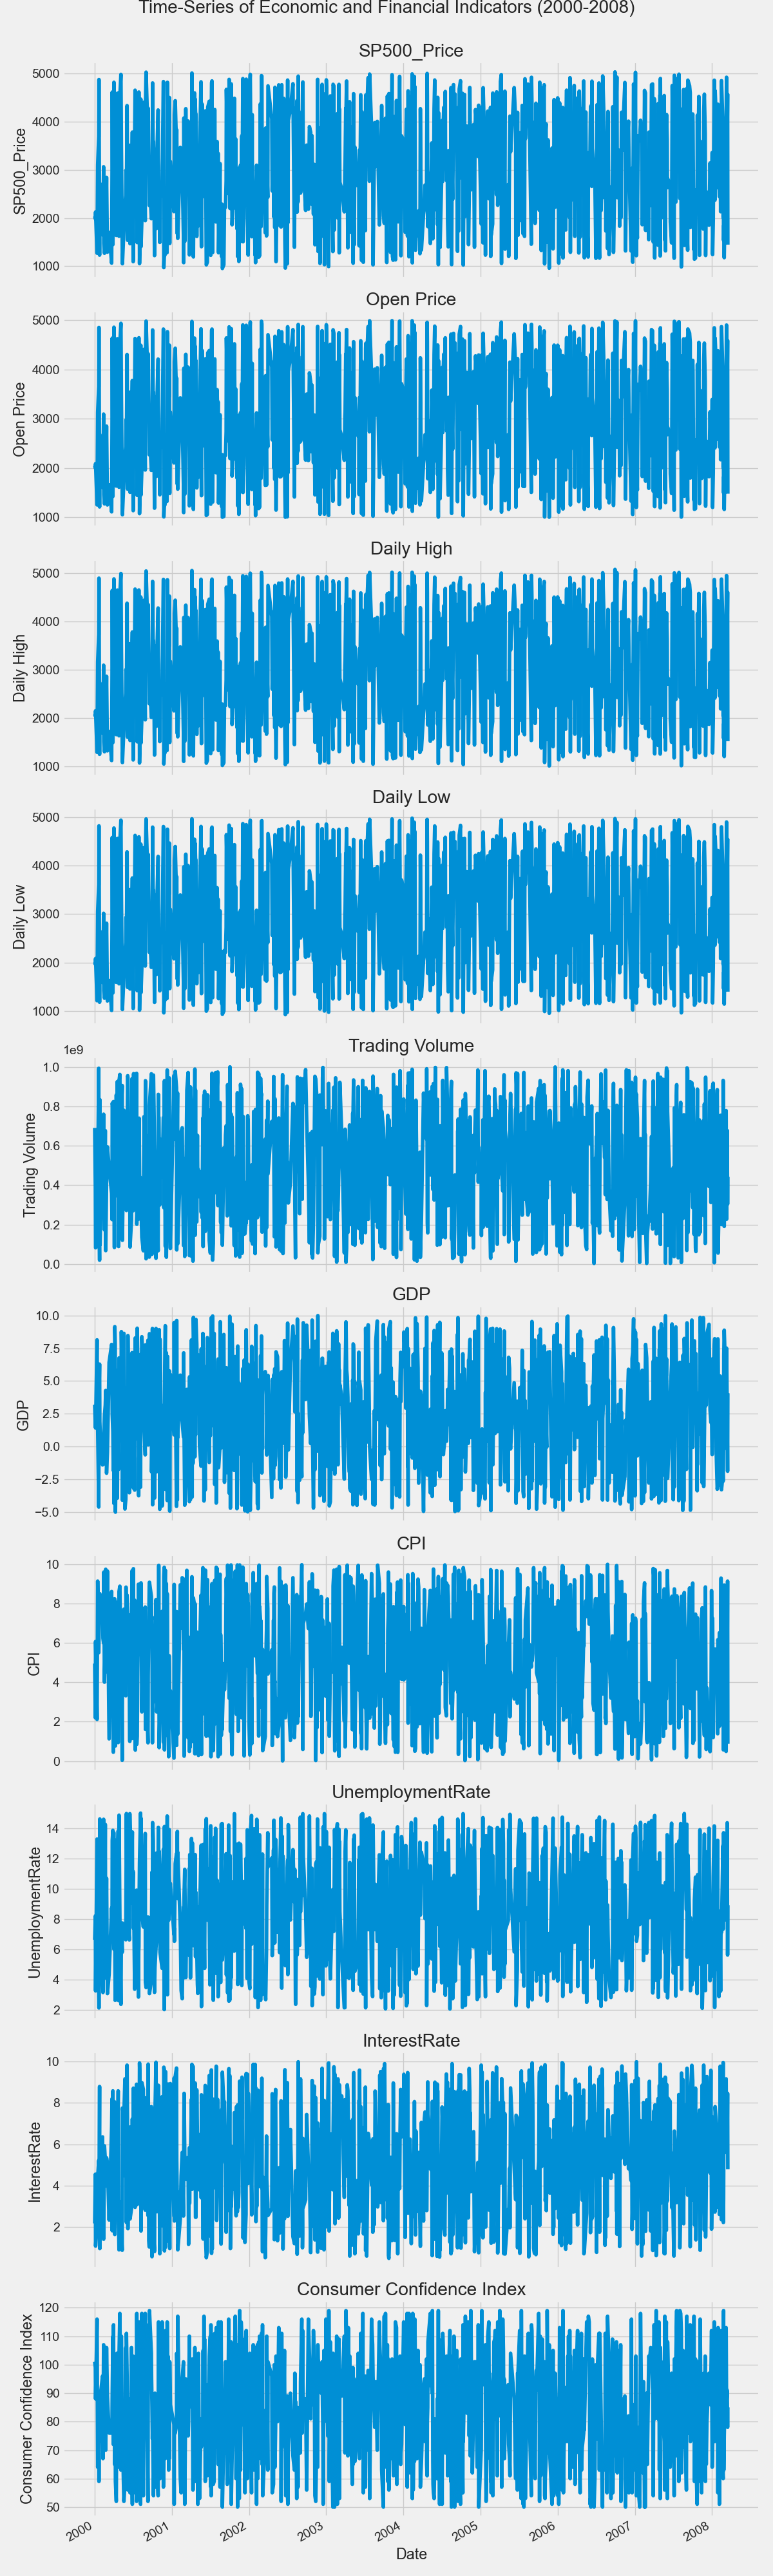 Time-Series of Economic and Financial Indicators (2000-2008)
SP500_Price
5000
4000
3000
2000
1000
SP500_Price
Open Price
5000
4000
3000
2000
1000
Open Price
Daily High
5000
4000
3000
2000
1000
Daily High
Daily Low
5000
4000
3000
2000
1000
Daily Low
Trading Volume
1e9
1.0
0.8
0.6
0.4
0.2
0.0
Trading Volume
GDP
10.0
7.5
5.0
2.5
0.0
−2.5
−5.0
GDP
CPI
10
8
6
4
2
0
CPI
UnemploymentRate
14
12
10
8
6
4
2
UnemploymentRate
InterestRate
10
8
6
4
2
InterestRate
Consumer Confidence Index
120
110
100
90
80
70
60
50
Consumer Confidence Index
2000 2001 2002 2003 2004 2005 2006 2007 2008
Date